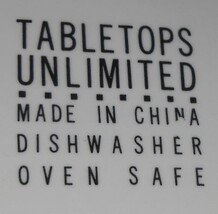 TABLETOPS
UNLIMITED
MADE IN CHINA
DISHWASHER
OVEN SAFE